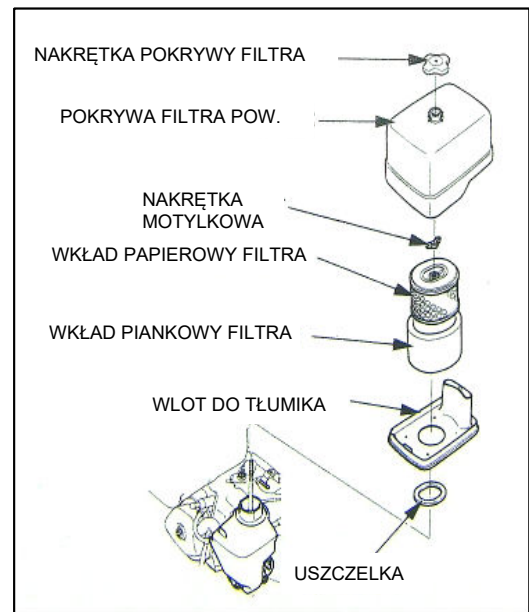 NAKRĘTKA POKRYWY FILTRA
POKRYWA FILTRA POW.
NAKRĘTKA
MOTYLKOWA
WKŁAD PAPIEROWY FILTRA
WKŁAD PIANKOWY FILTRA
WLOT DO TŁUMIKA
USZCZELKA